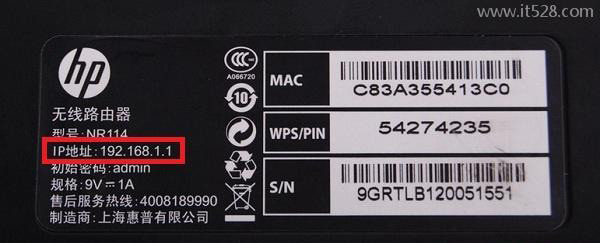 www.it528.com
hp
无线路由器
型号:NR114
IP地址:192.168.1.1
初始密码:admin
规格:9V⎓1A
售后服务热线:4008189990
制造商:上海惠普有限公司
CCC
A066720
10
MAC
C83A355413C0
WPS/PIN
54274235
S/N
9GRTLB120051551